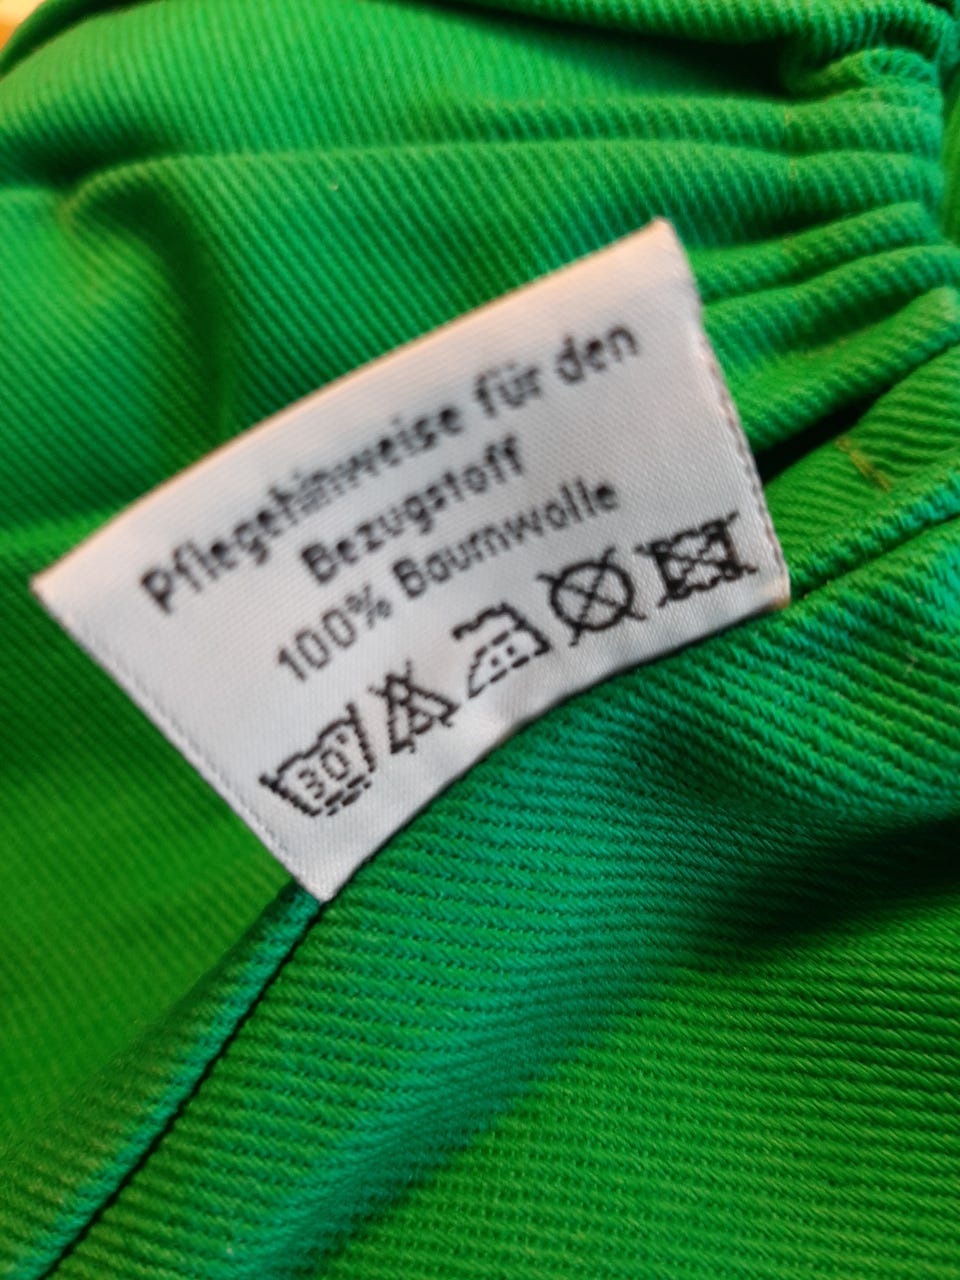 Pflegehinweise für den
Bezugstoff
100% Baumwolle
30°